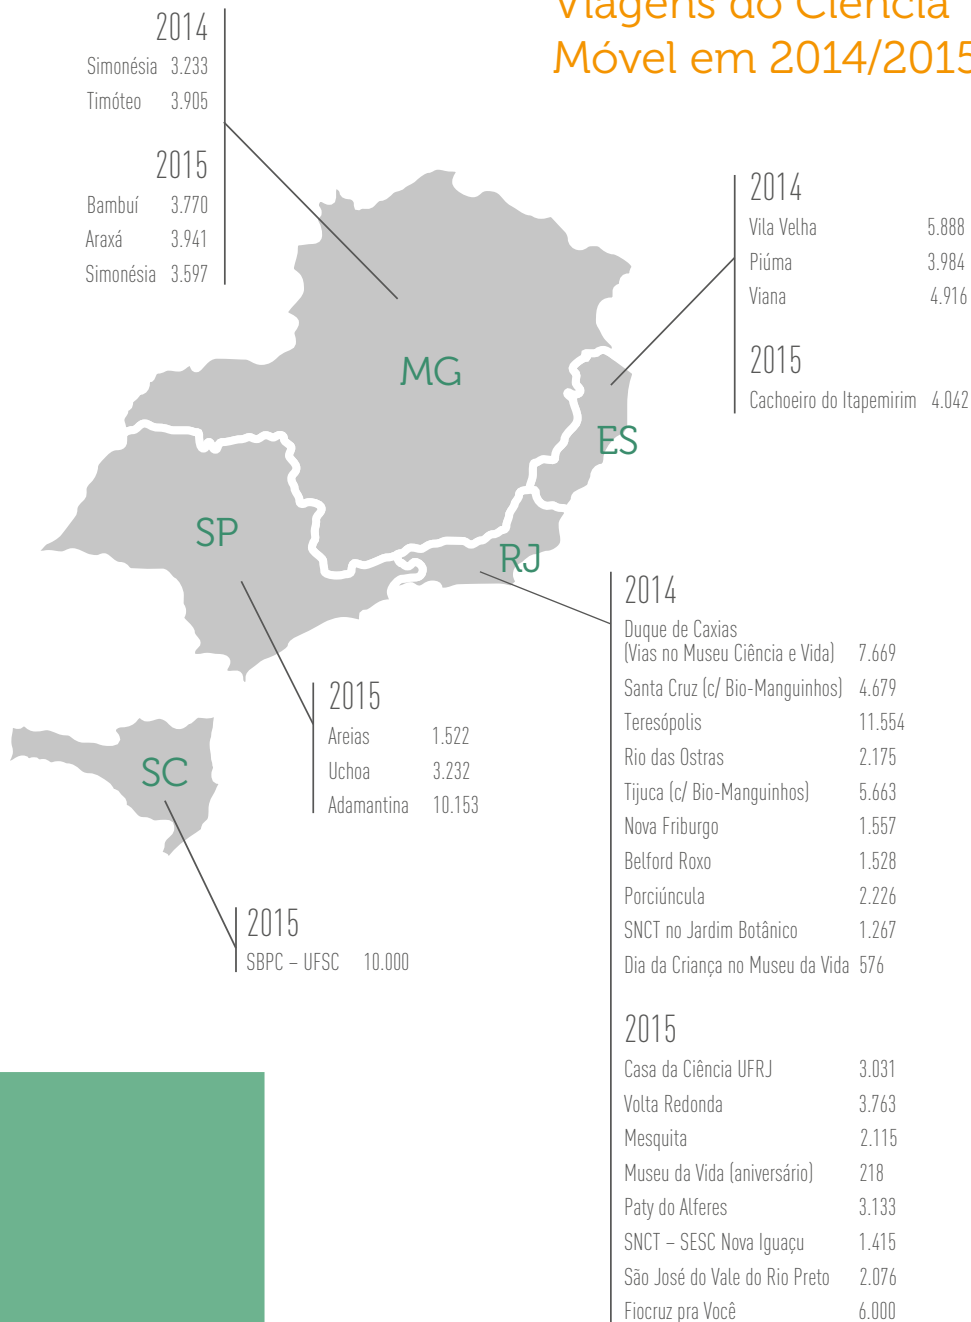 Viagens do Ciência
Móvel em 2014/2015
2014
Simonésia 3.233
Timóteo 3.905
2015
Bambuí 3.770
Araxá 3.941
Simonésia 3.597
2014
Vila Velha 5.888
Piúma 3.984
Viana 4.916
2015
Cachoeiro do Itapemirim 4.042
MG
ES
SP
RJ
SC
2015
Areias 1.522
Uchoa 3.232
Adamantina 10.153
2015
SBPC – UFSC 10.000
2014
Duque de Caxias
(Vias no Museu Ciência e Vida) 7.669
Santa Cruz (c/ Bio-Manguinhos) 4.679
Teresópolis 11.554
Rio das Ostras 2.175
Tijuca (c/ Bio-Manguinhos) 5.663
Nova Friburgo 1.557
Belford Roxo 1.528
Porciúncula 2.226
SNCT no Jardim Botânico 1.267
Dia da Criança no Museu da Vida 576
2015
Casa da Ciência UFRJ 3.031
Volta Redonda 3.763
Mesquita 2.115
Museu da Vida (aniversário) 218
Paty do Alferes 3.133
SNCT – SESC Nova Iguaçu 1.415
São José do Vale do Rio Preto 2.076
Fiocruz pra Você 6.000